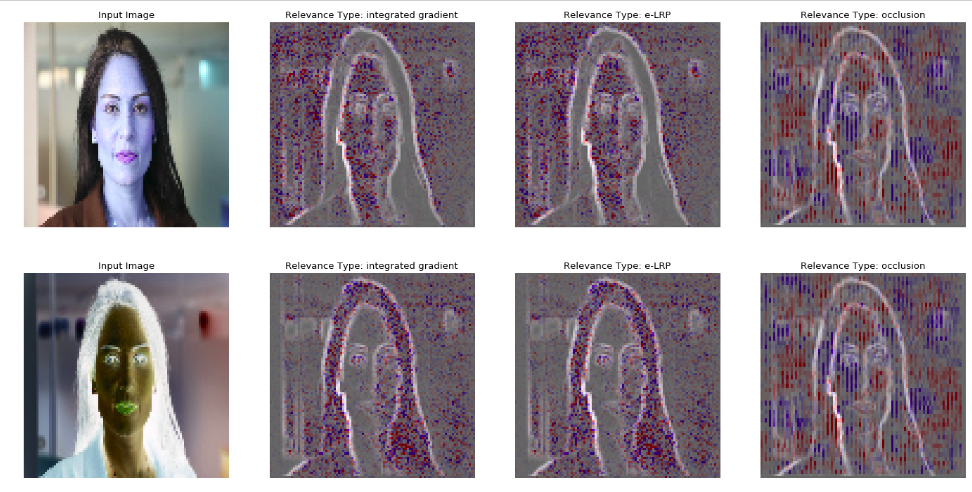 Input Image
Relevance Type: integrated gradient
Relevance Type: e-LRP
Relevance Type: occlusion
Input Image
Relevance Type: integrated gradient
Relevance Type: e-LRP
Relevance Type: occlusion